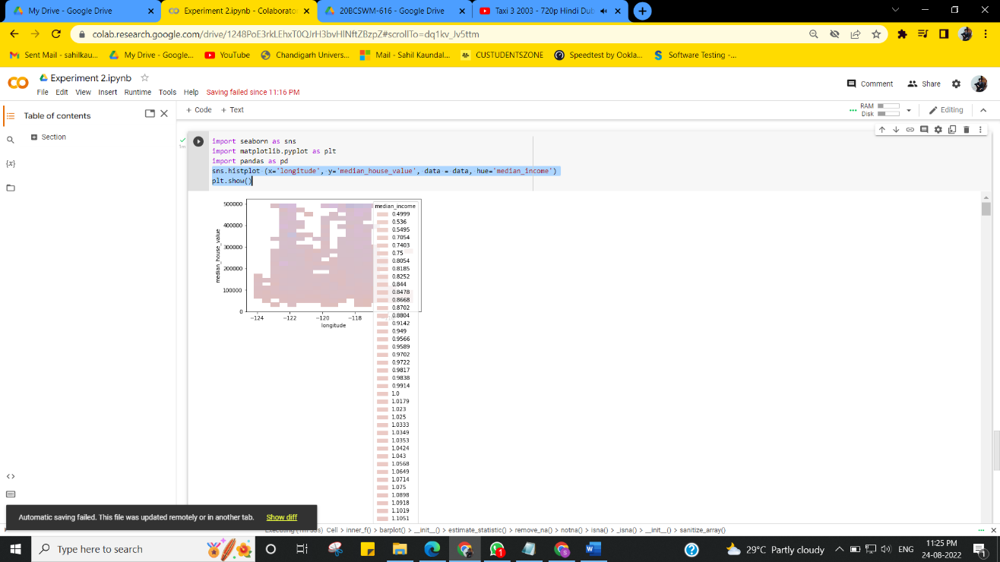 My Drive - Google Drive
Experiment 2.ipynb - Colaborato
20BCSWM-616 - Google Drive
Taxi 3 2003 - 720p Hindi Dub
colab.research.google.com/drive/1248PoE3rkLEhxT0QJrH3bvHlNftZBzpZ#scrollTo=dq1kv_Jv5ttm
Sent Mail - sahilkau...
My Drive - Google...
YouTube
Chandigarh Univers...
Mail - Sahil Kaundal...
CUSTUDENTSZONE
Speedtest by Ookla...
Software Testing -...
Experiment 2.ipynb
Comment
Share
File Edit View Insert Runtime Tools Help Saving failed since 11:16 PM
Table of contents
+ Code + Text
RAM
Disk
Editing
Section
{x}
1m
import seaborn as sns
import matplotlib.pyplot as plt
import pandas as pd
sns.histplot (x='longitude', y='median_house_value', data = data, hue='median_income')
plt.show()
500000
400000
300000
200000
100000
0
median_house_value
−124
−122
−120
−118
longitude
median_income
0.4999
0.536
0.5495
0.7054
0.7403
0.75
0.8054
0.8185
0.8252
0.844
0.8478
0.8668
0.8702
0.8804
0.9142
0.949
0.9566
0.9589
0.9702
0.9722
0.9817
0.9838
0.9914
1.0
1.0179
1.023
1.025
1.0333
1.0349
1.0353
1.0424
1.043
1.0568
1.0649
1.0714
1.075
1.0898
1.0918
1.1019
1.1051
Automatic saving failed. This file was updated remotely or in another tab. Show diff
Cell > inner_f() > barplot() > __init__() > estimate_statistic() > remove_na() > notna() > isna() > _isna() > __init__() > sanitize_array()
Type here to search
1
29°C Partly cloudy
ENG
11:25 PM
24-08-2022
1